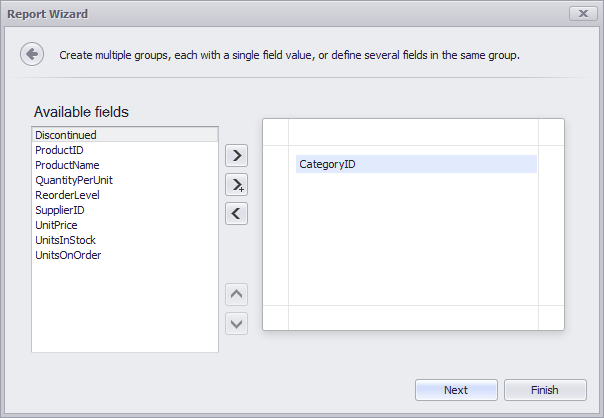 Report Wizard
Create multiple groups, each with a single field value, or define several fields in the same group.
Available fields
Discontinued
ProductID
ProductName
QuantityPerUnit
ReorderLevel
SupplierID
UnitPrice
UnitsInStock
UnitsOnOrder
CategoryID
Next
Finish